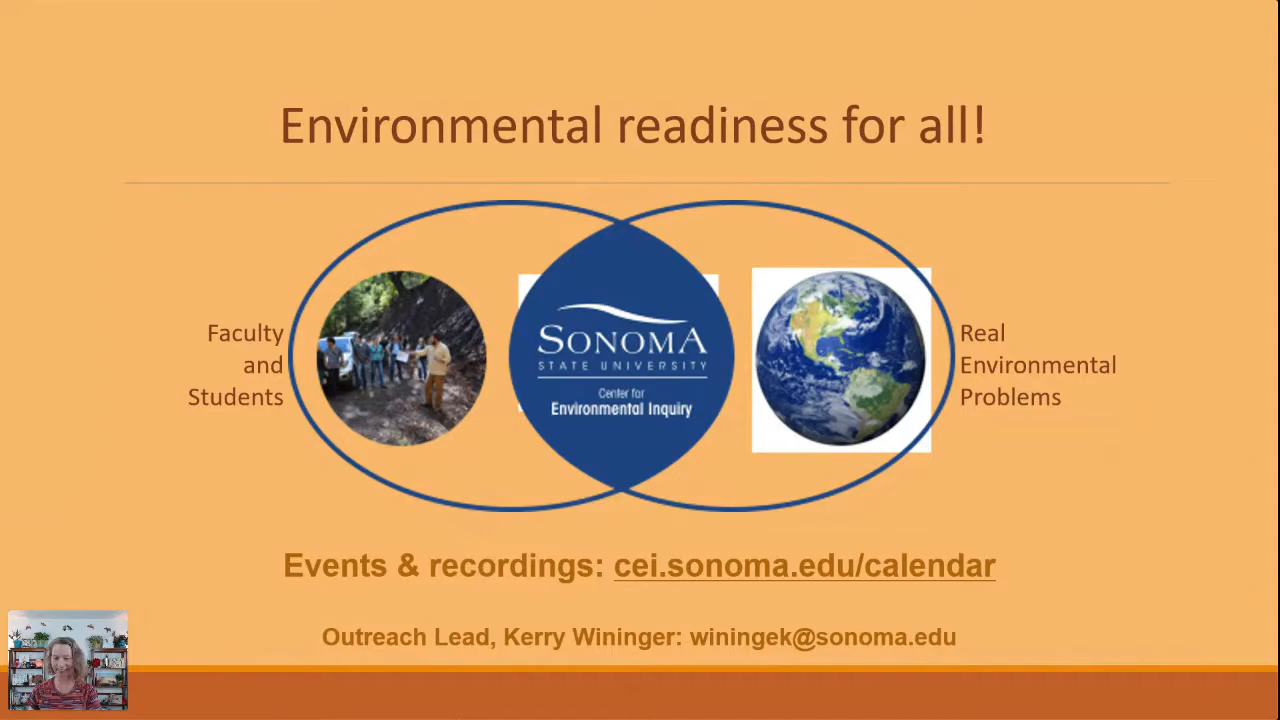 Environmental readiness for all!
Faculty
and
Students
SONOMA
STATE UNIVERSITY
Center for
Environmental Inquiry
Real
Environmental
Problems
Events & recordings: cei.sonoma.edu/calendar
Outreach Lead, Kerry Wininger: winingek@sonoma.edu